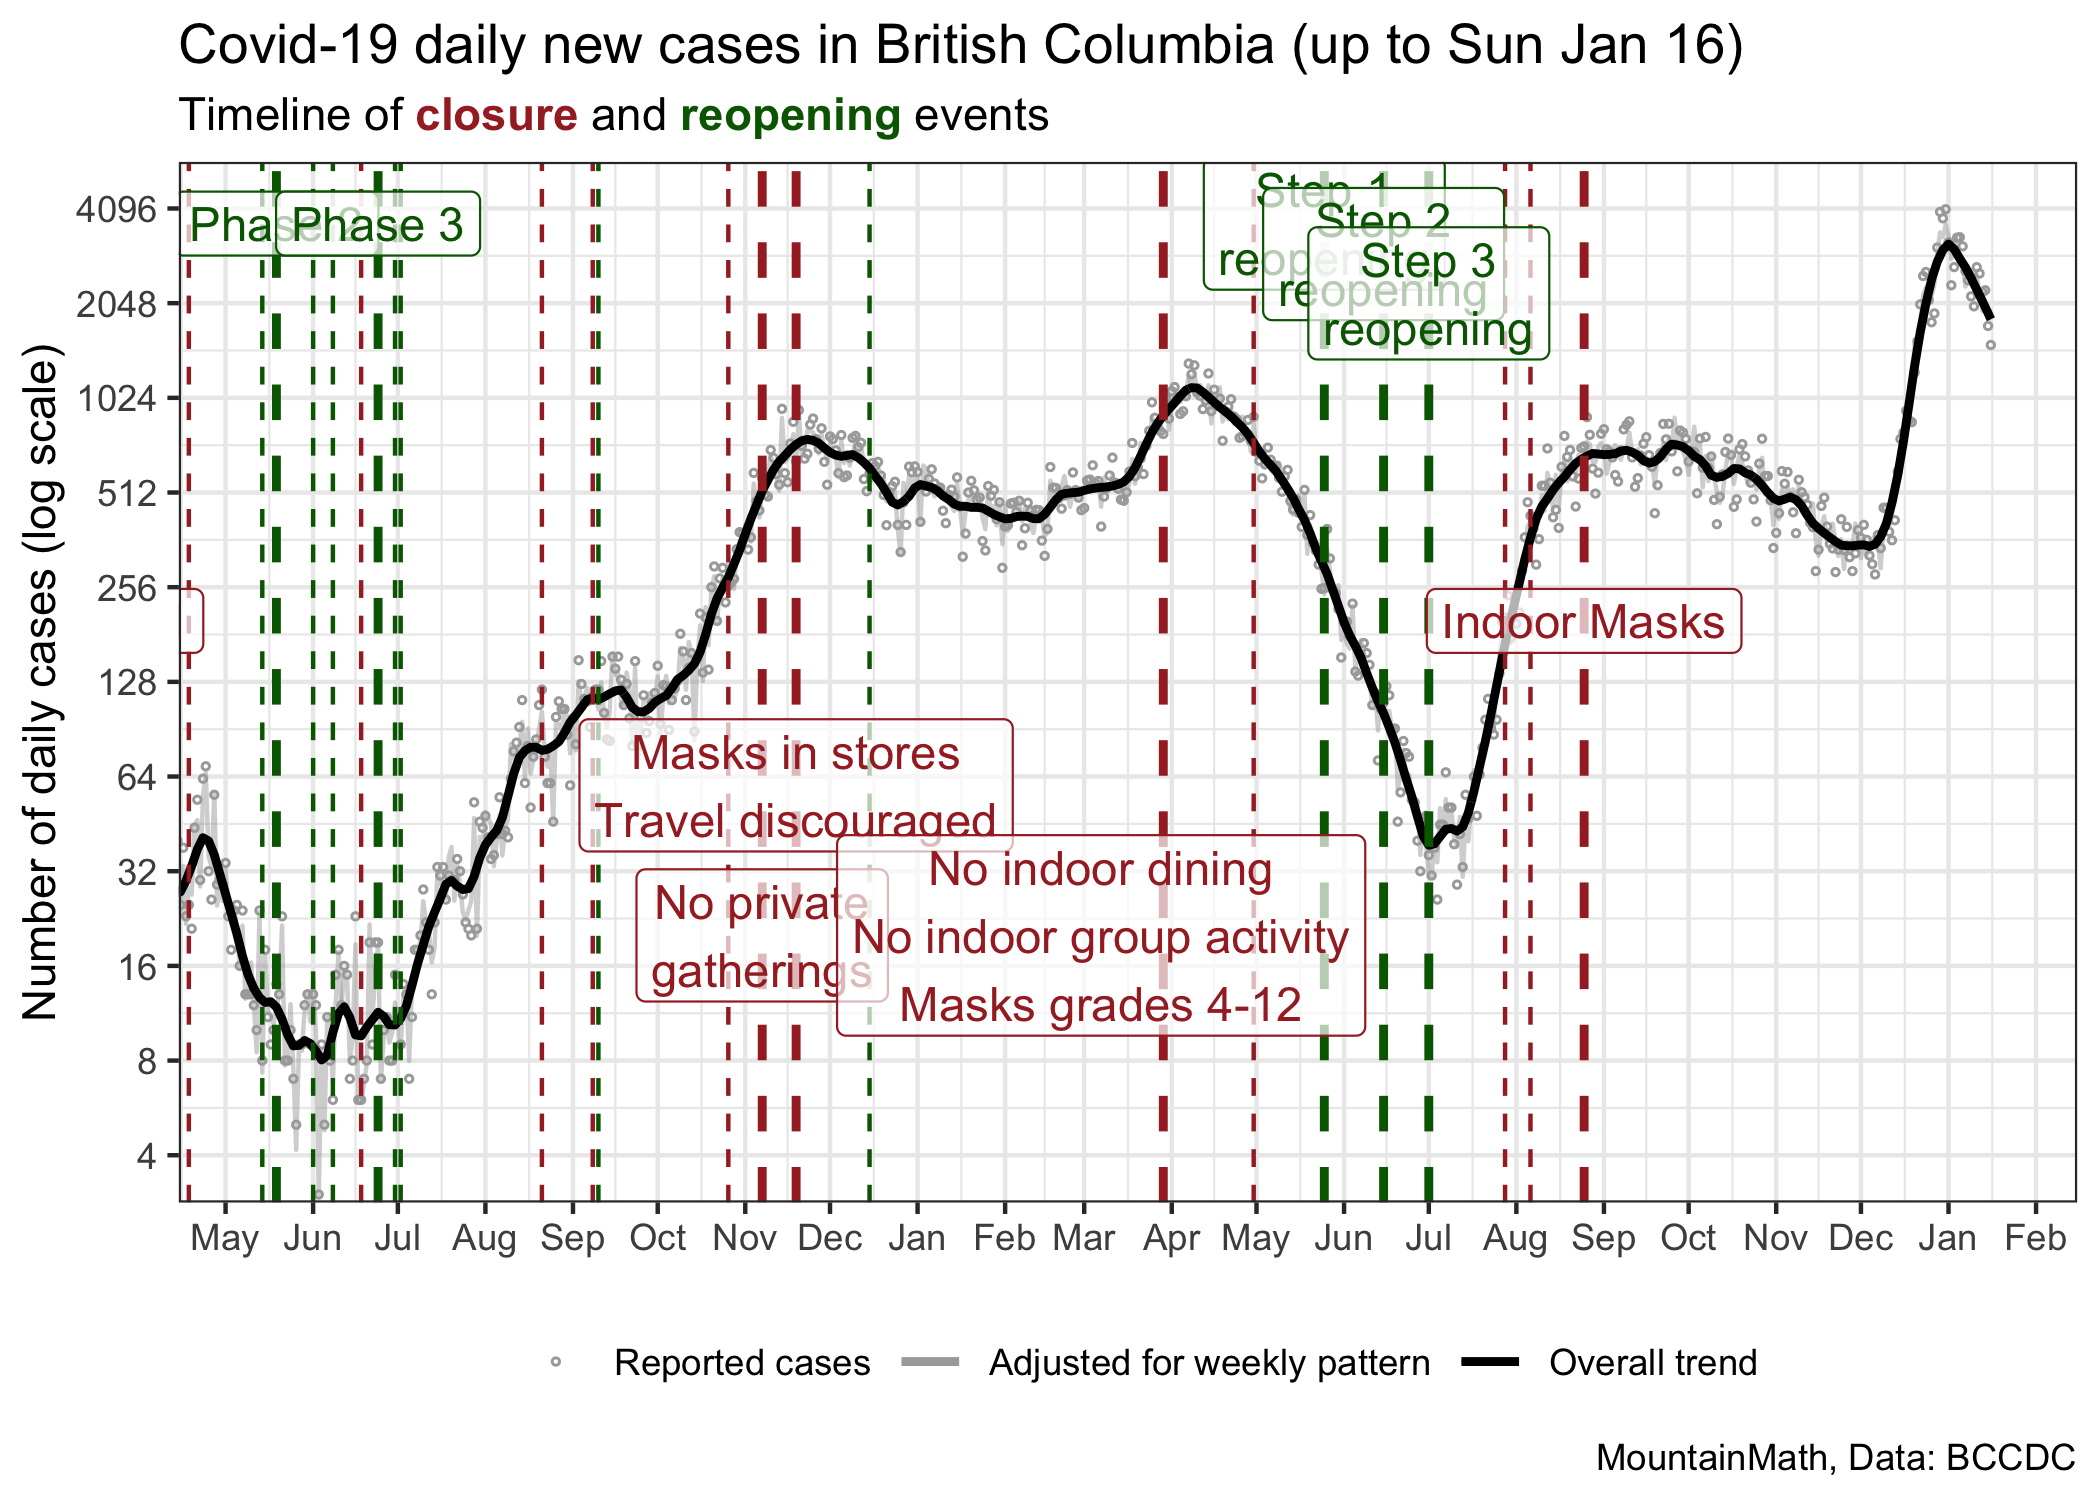 Covid-19 daily new cases in British Columbia (up to Sun Jan 16)
Timeline of closure and reopening events
Number of daily cases (log scale)
4096
2048
1024
512
256
128
64
32
16
8
4
Phase 2
Phase 3
Step 1
reopening
Step 2
reopening
Step 3
reopening
Indoor Masks
Masks in stores
Travel discouraged
No private
gatherings
No indoor dining
No indoor group activity
Masks grades 4-12
May Jun Jul Aug Sep Oct Nov Dec Jan Feb Mar Apr May Jun Jul Aug Sep Oct Nov Dec Jan Feb
Reported cases Adjusted for weekly pattern Overall trend
MountainMath, Data: BCCDC